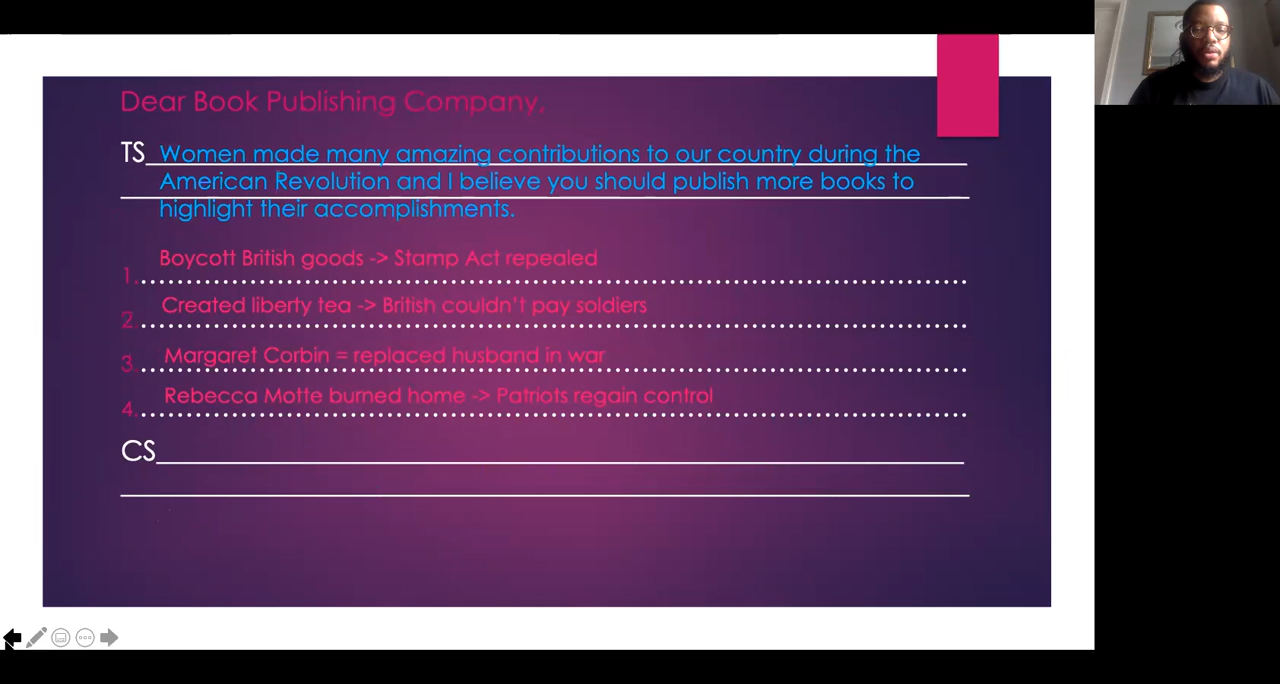 Dear Book Publishing Company,
TS Women made many amazing contributions to our country during the
American Revolution and I believe you should publish more books to
highlight their accomplishments.
1. Boycott British goods -> Stamp Act repealed
2. Created liberty tea -> British couldn't pay soldiers
3. Margaret Corbin = replaced husband in war
4. Rebecca Motte burned home -> Patriots regain control
CS